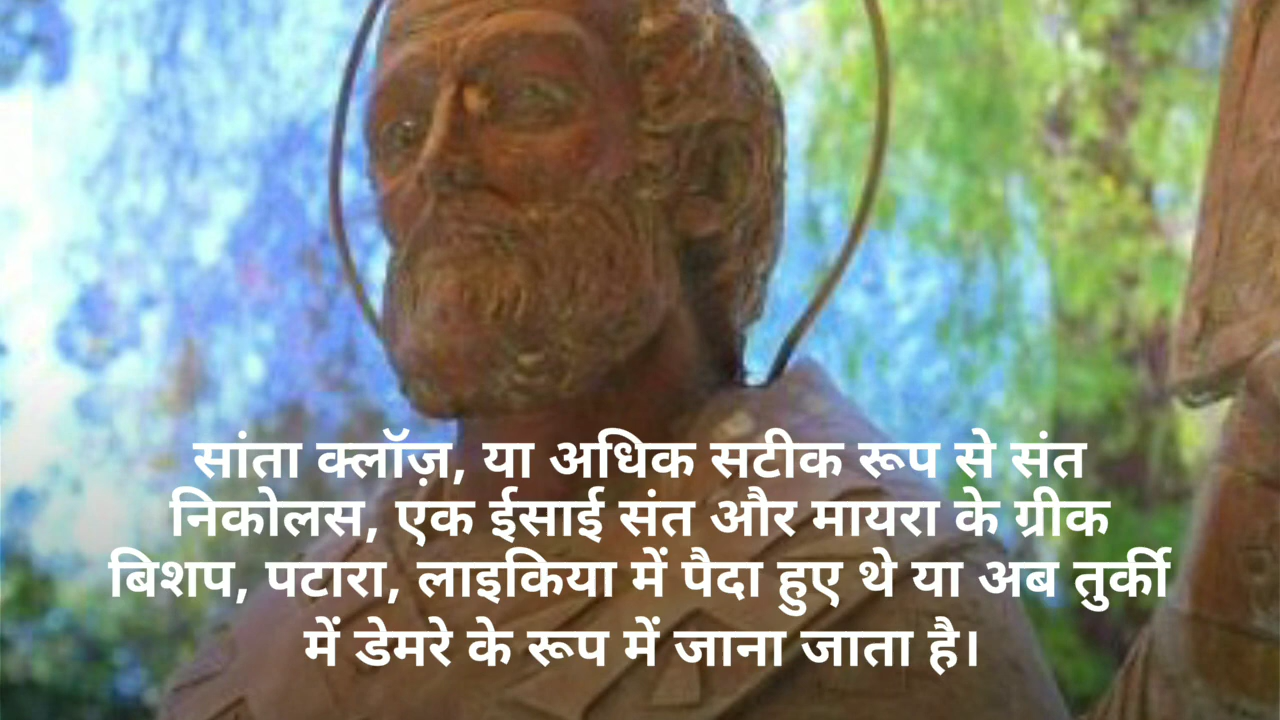 सांता क्लॉज़, या अधिक सटीक रूप से संत
निकोलस, एक ईसाई संत और मायरा के ग्रीक
बिशप, पटारा, लाइकिया में पैदा हुए थे या अब तुर्की
में डेमरे के रूप में जाना जाता है।